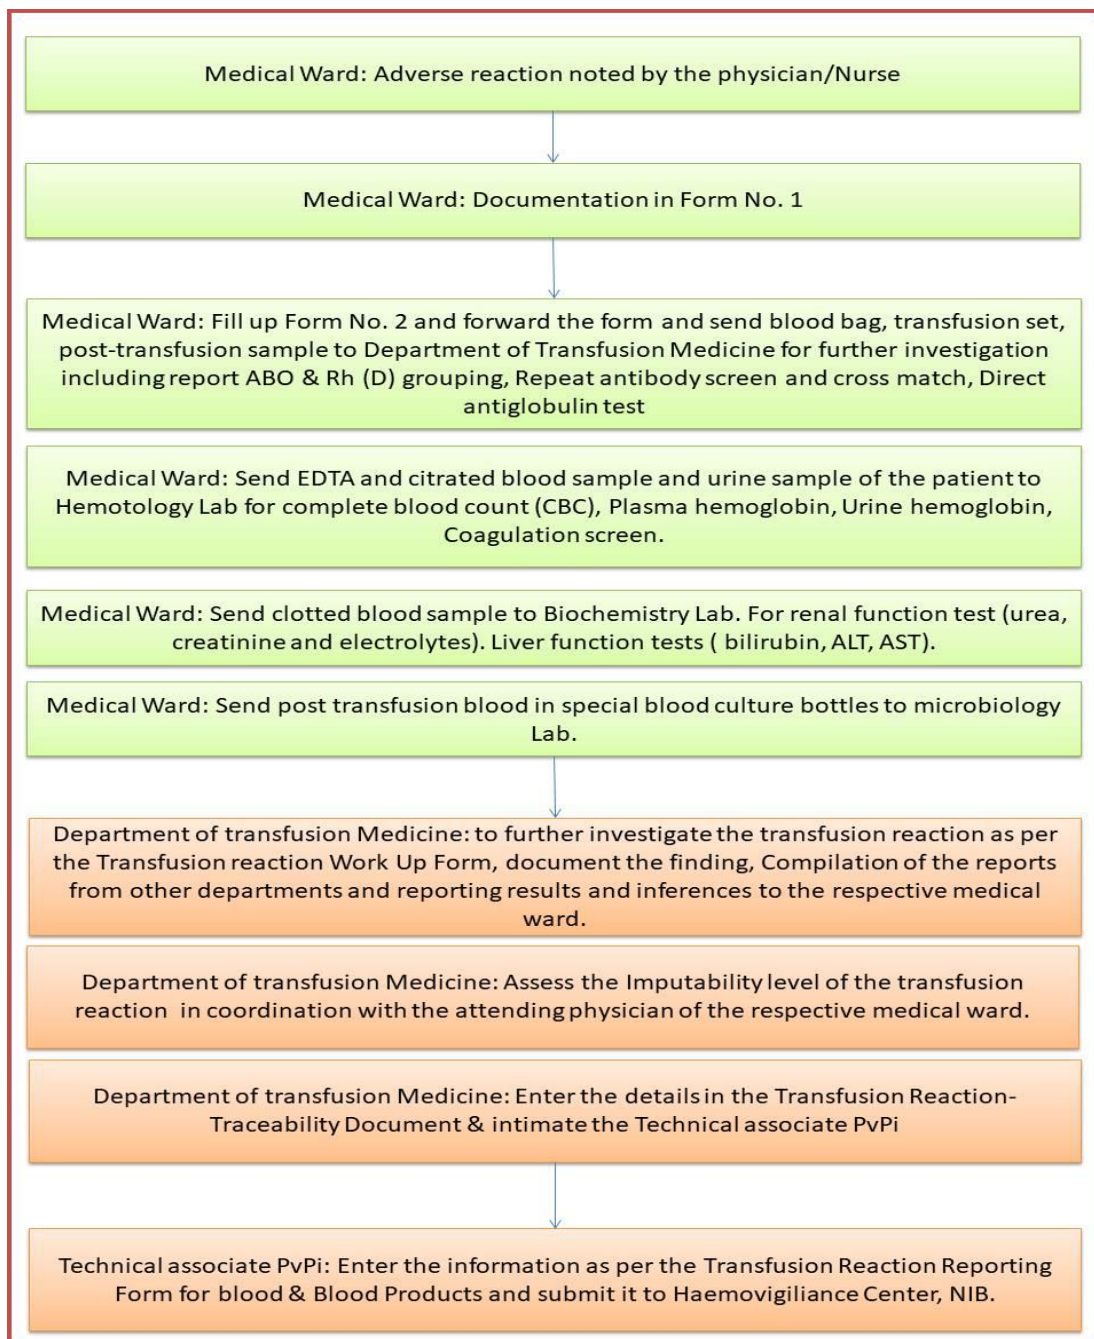 Medical Ward: Adverse reaction noted by the physician/Nurse
Medical Ward: Documentation in Form No. 1
Medical Ward: Fill up Form No. 2 and forward the form and send blood bag, transfusion set,
post-transfusion sample to Department of Transfusion Medicine for further investigation
including report ABO & Rh (D) grouping, Repeat antibody screen and cross match, Direct
antiglobulin test
Medical Ward: Send EDTA and citrated blood sample and urine sample of the patient to
Hemotology Lab for complete blood count (CBC), Plasma hemoglobin, Urine hemoglobin,
Coagulation screen.
Medical Ward: Send clotted blood sample to Biochemistry Lab. For renal function test (urea,
creatinine and electrolytes). Liver function tests ( bilirubin, ALT, AST).
Medical Ward: Send post transfusion blood in special blood culture bottles to microbiology
Lab.
Department of transfusion Medicine: to further investigate the transfusion reaction as per
the Transfusion reaction Work Up Form, document the finding, Compilation of the reports
from other departments and reporting results and inferences to the respective medical
ward.
Department of transfusion Medicine: Assess the Imputability level of the transfusion
reaction in coordination with the attending physician of the respective medical ward.
Department of transfusion Medicine: Enter the details in the Transfusion Reaction-
Traceability Document & intimate the Technical associate PvPi
Technical associate PvPi: Enter the information as per the Transfusion Reaction Reporting
Form for blood & Blood Products and submit it to Haemovigiliance Center, NIB.